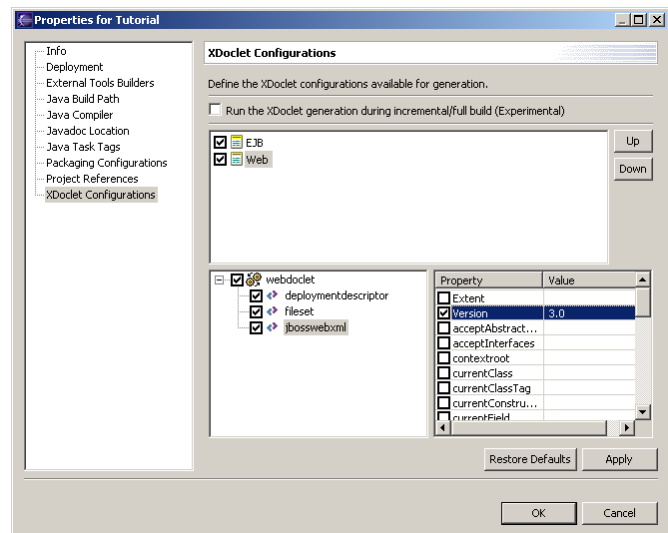 Properties for Tutorial
Info
Deployment
External Tools Builders
Java Build Path
Java Compiler
Javadoc Location
Java Task Tags
Packaging Configurations
Project References
XDoclet Configurations
XDoclet Configurations
Define the XDoclet configurations available for generation.
Run the XDoclet generation during incremental/full build (Experimental)
EJB
Web
Up
Down
webdoclet
deploymentdescriptor
fileset
jbosswebxml
Property Value
Extent
Version 3.0
acceptAbstract...
acceptInterfaces
contextroot
currentClass
currentClassTag
currentConstru...
currentField
Restore Defaults
Apply
OK
Cancel